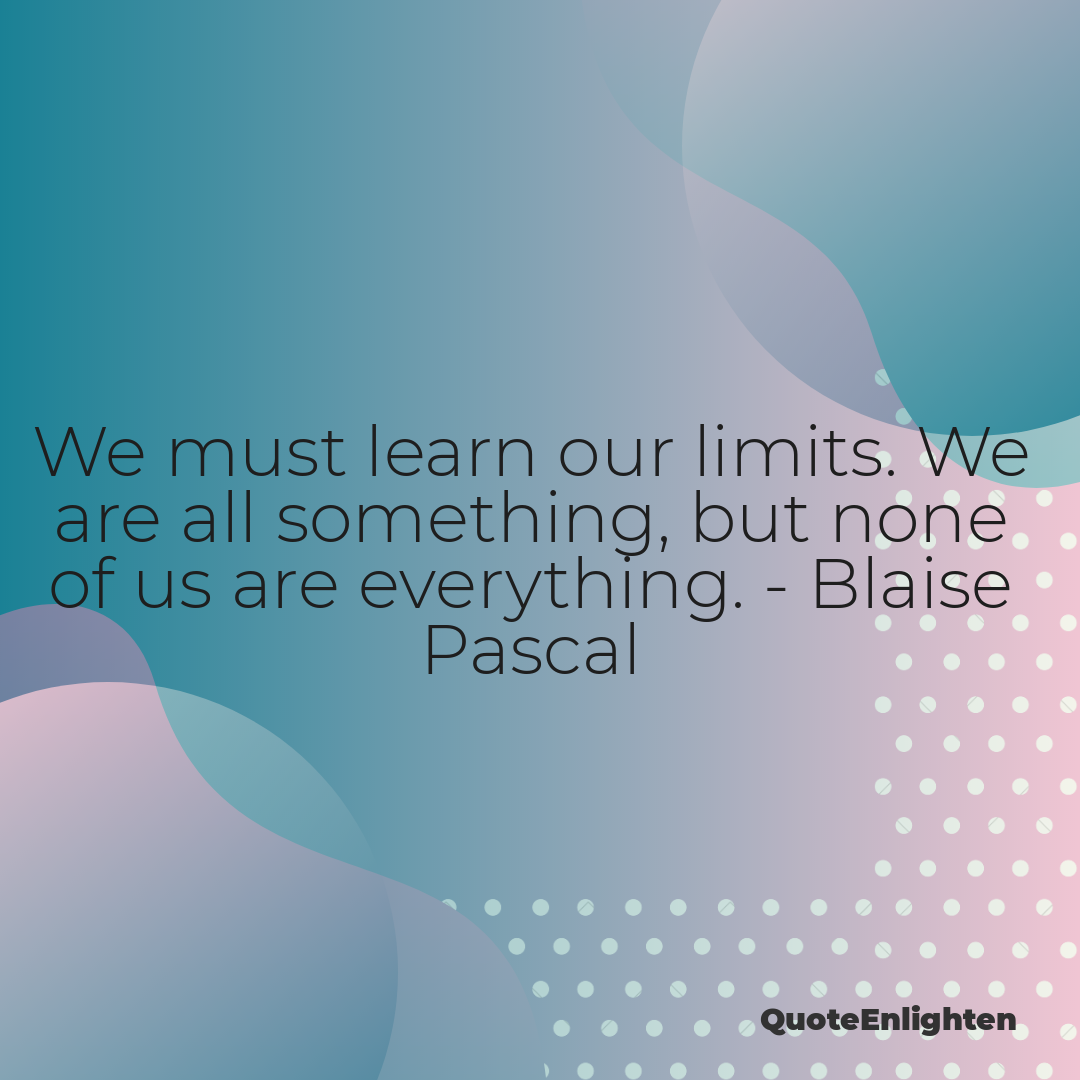 We must learn our limits. We
are all something, but none
of us are everything. - Blaise
Pascal
QuoteEnlighten